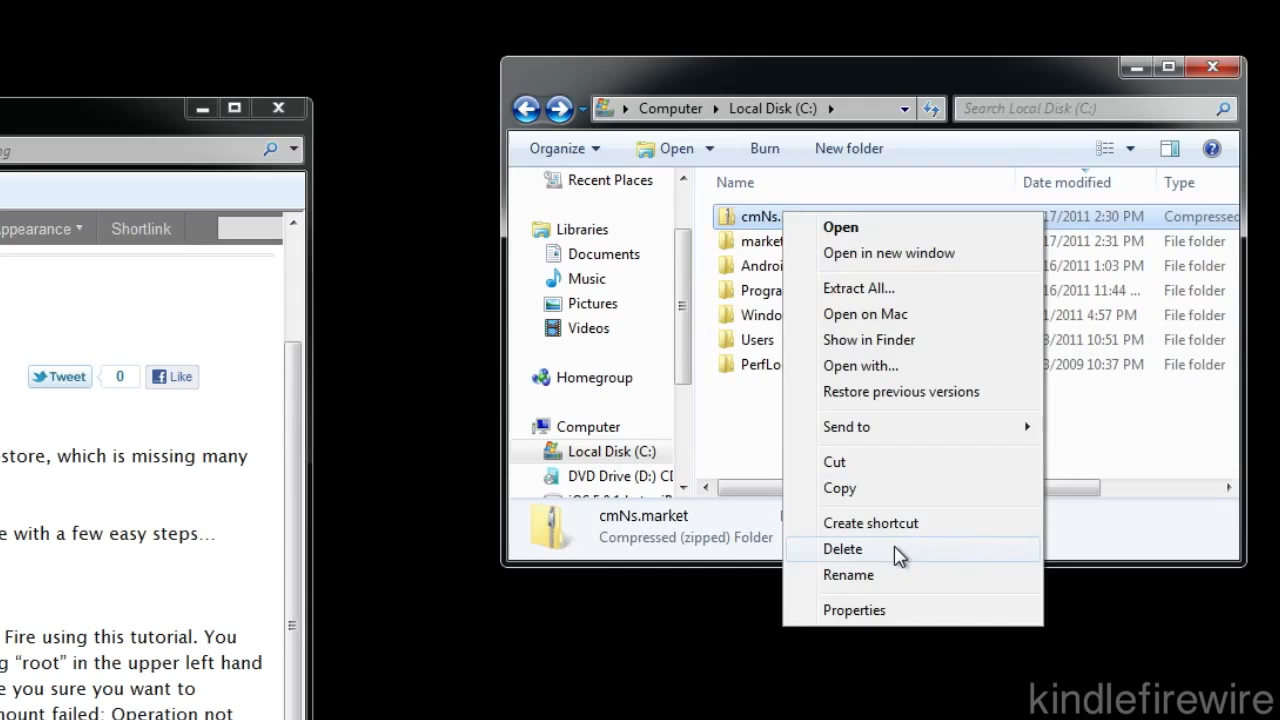 ng
ppearance
Shortlink
Tweet
0
Like
store, which is missing many
e with a few easy steps…
Fire using this tutorial. You
g “root” in the upper left hand
e you sure you want to
nount failed: Operation not
Computer
Local Disk (C:)
Search Local Disk (C:)
Organize
Open
Burn
New folder
Recent Places
Libraries
Documents
Music
Pictures
Videos
Homegroup
Computer
Local Disk (C:)
DVD Drive (D:) CD
Name
Date modified
Type
cmNs.
17/2011 2:30 PM
Compressed
market
17/2011 2:31 PM
File folder
Androi
16/2011 1:03 PM
File folder
Progra
16/2011 11:44 ...
File folder
Windo
1/2011 4:57 PM
File folder
Users
3/2011 10:51 PM
File folder
PerfLo
3/2009 10:37 PM
File folder
Open
Open in new window
Extract All...
Open on Mac
Show in Finder
Open with...
Restore previous versions
Send to
Cut
Copy
Create shortcut
Delete
Rename
Properties
cmNs.market
Compressed (zipped) Folder
kindlefirewire